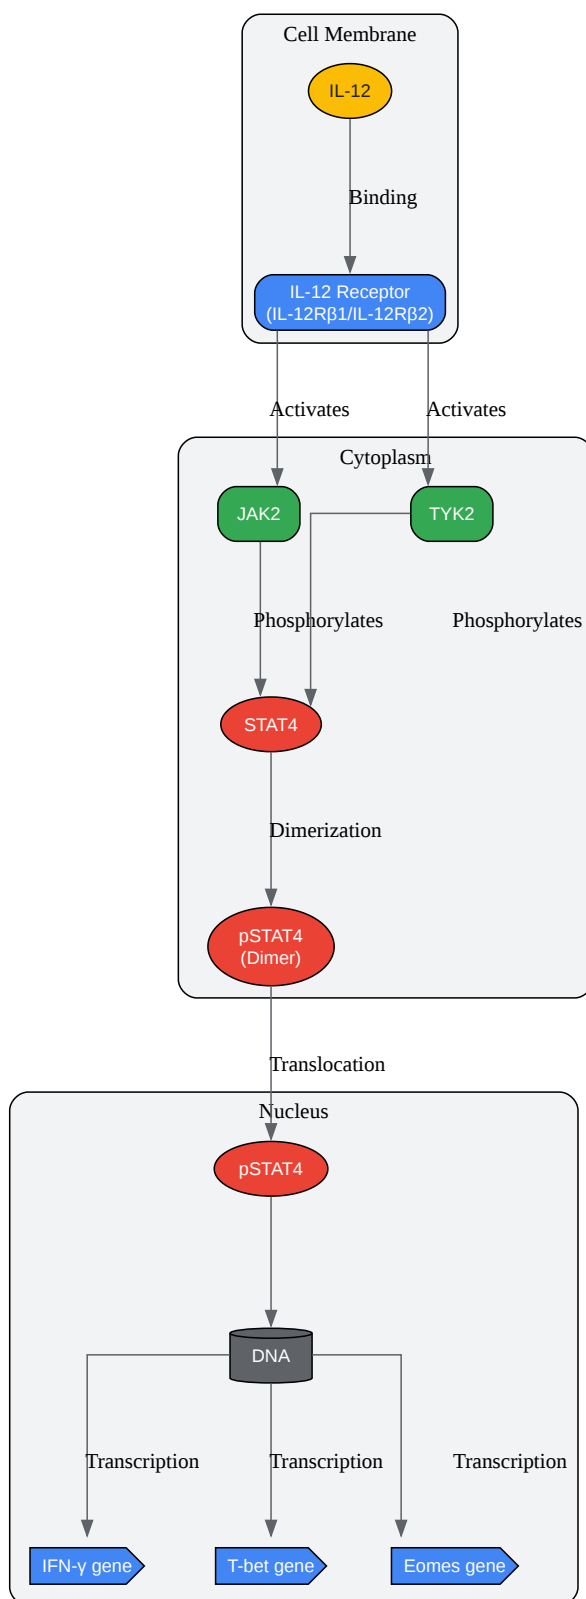 Cell Membrane
IL-12
Binding
IL-12 Receptor
(IL-12Rβ1/IL-12Rβ2)
Activates
Activates
Cytoplasm
JAK2
TYK2
Phosphorylates
Phosphorylates
STAT4
Dimerization
pSTAT4
(Dimer)
Translocation
Nucleus
pSTAT4
DNA
Transcription
Transcription
Transcription
IFN-γ gene
T-bet gene
Eomes gene